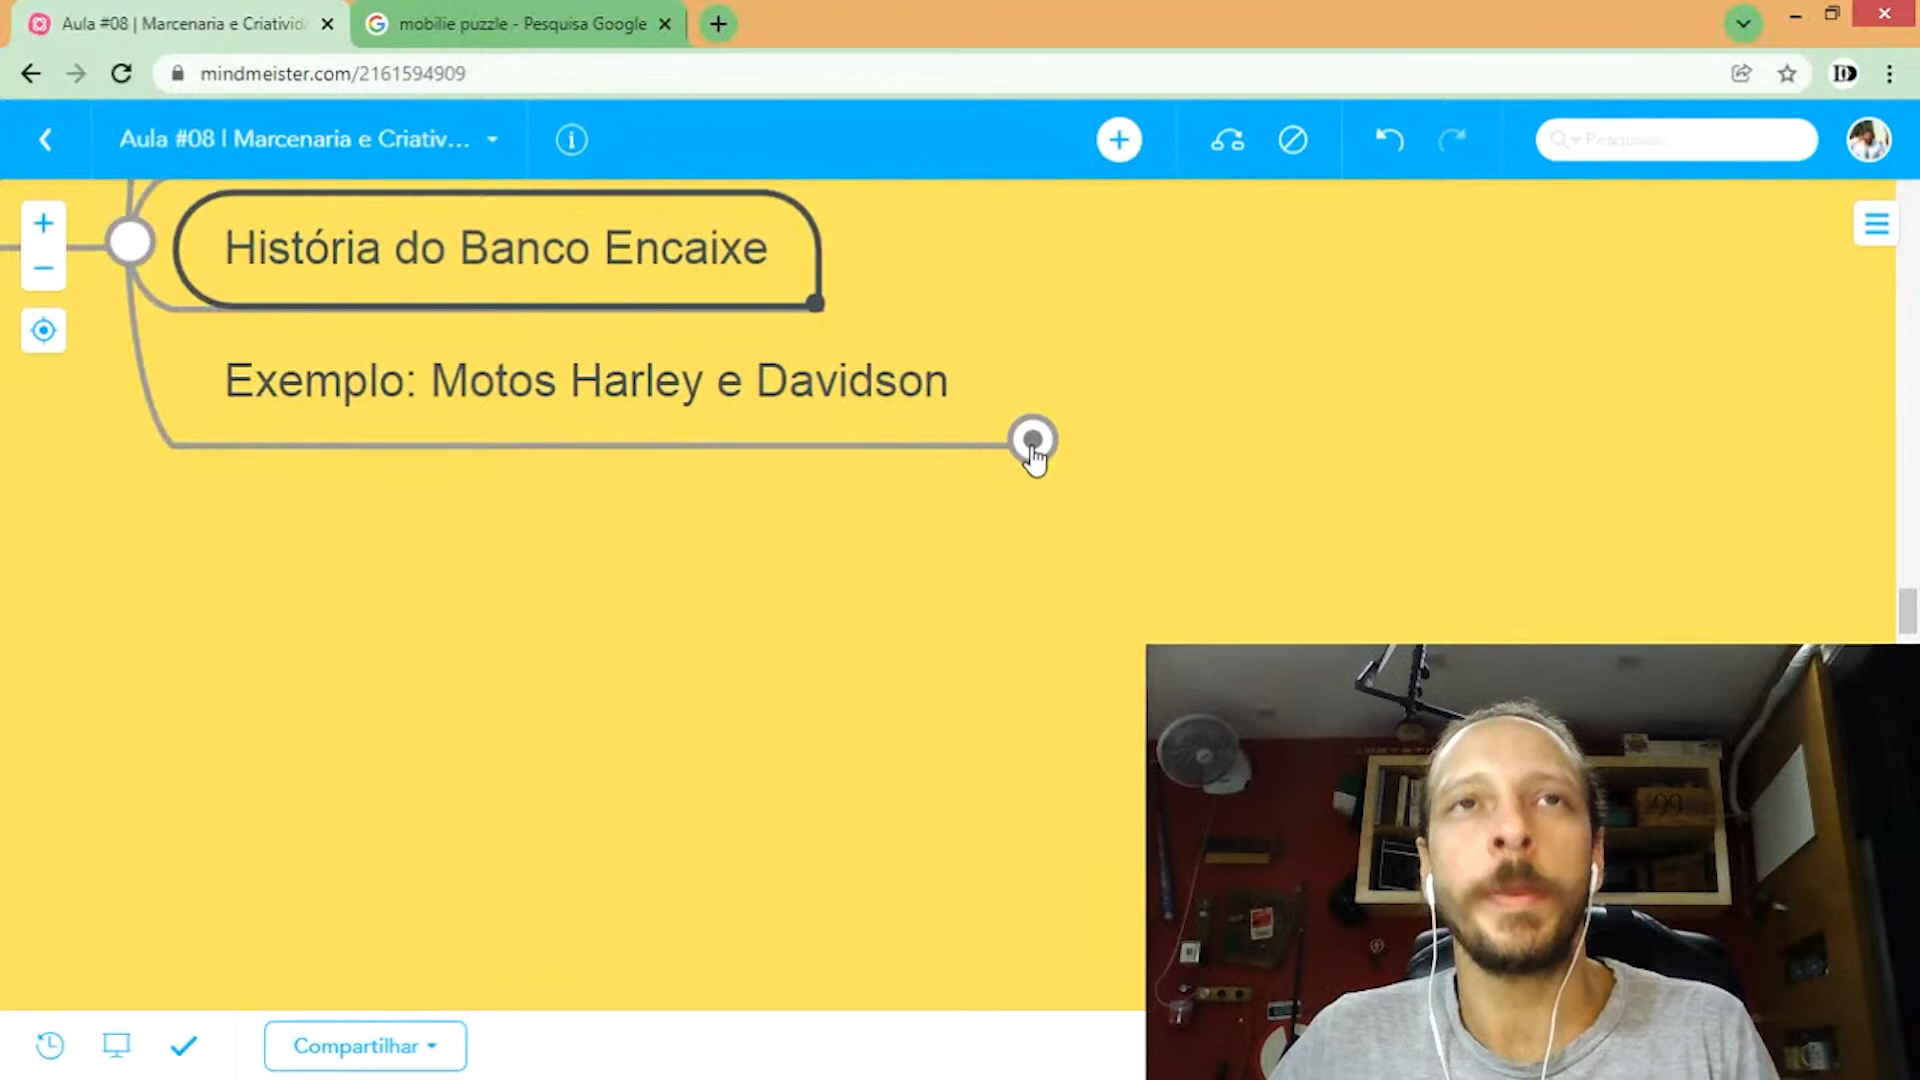 Aula #08 | Marcenaria e Criativid
mobilie puzzle - Pesquisa Google
mindmeister.com/2161594909
Aula #08 | Marcenaria e Criativ...
História do Banco Encaixe
Exemplo: Motos Harley e Davidson
99
Compartilhar